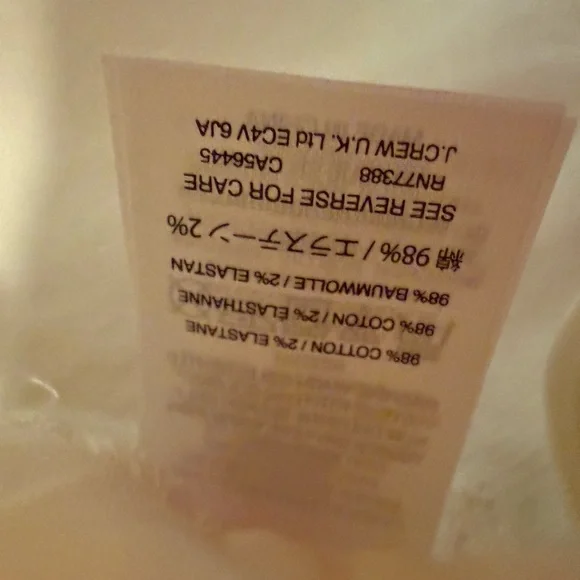 98% COTTON / 2% ELASTANE
98% COTON / 2% ÉLASTHANNE
98% BAUMWOLLE / 2% ELASTAN
綿 98% / エラステーン 2%
SEE REVERSE FOR CARE
RN77388 CA56445
J.CREW U.K. Ltd EC4V 6JA